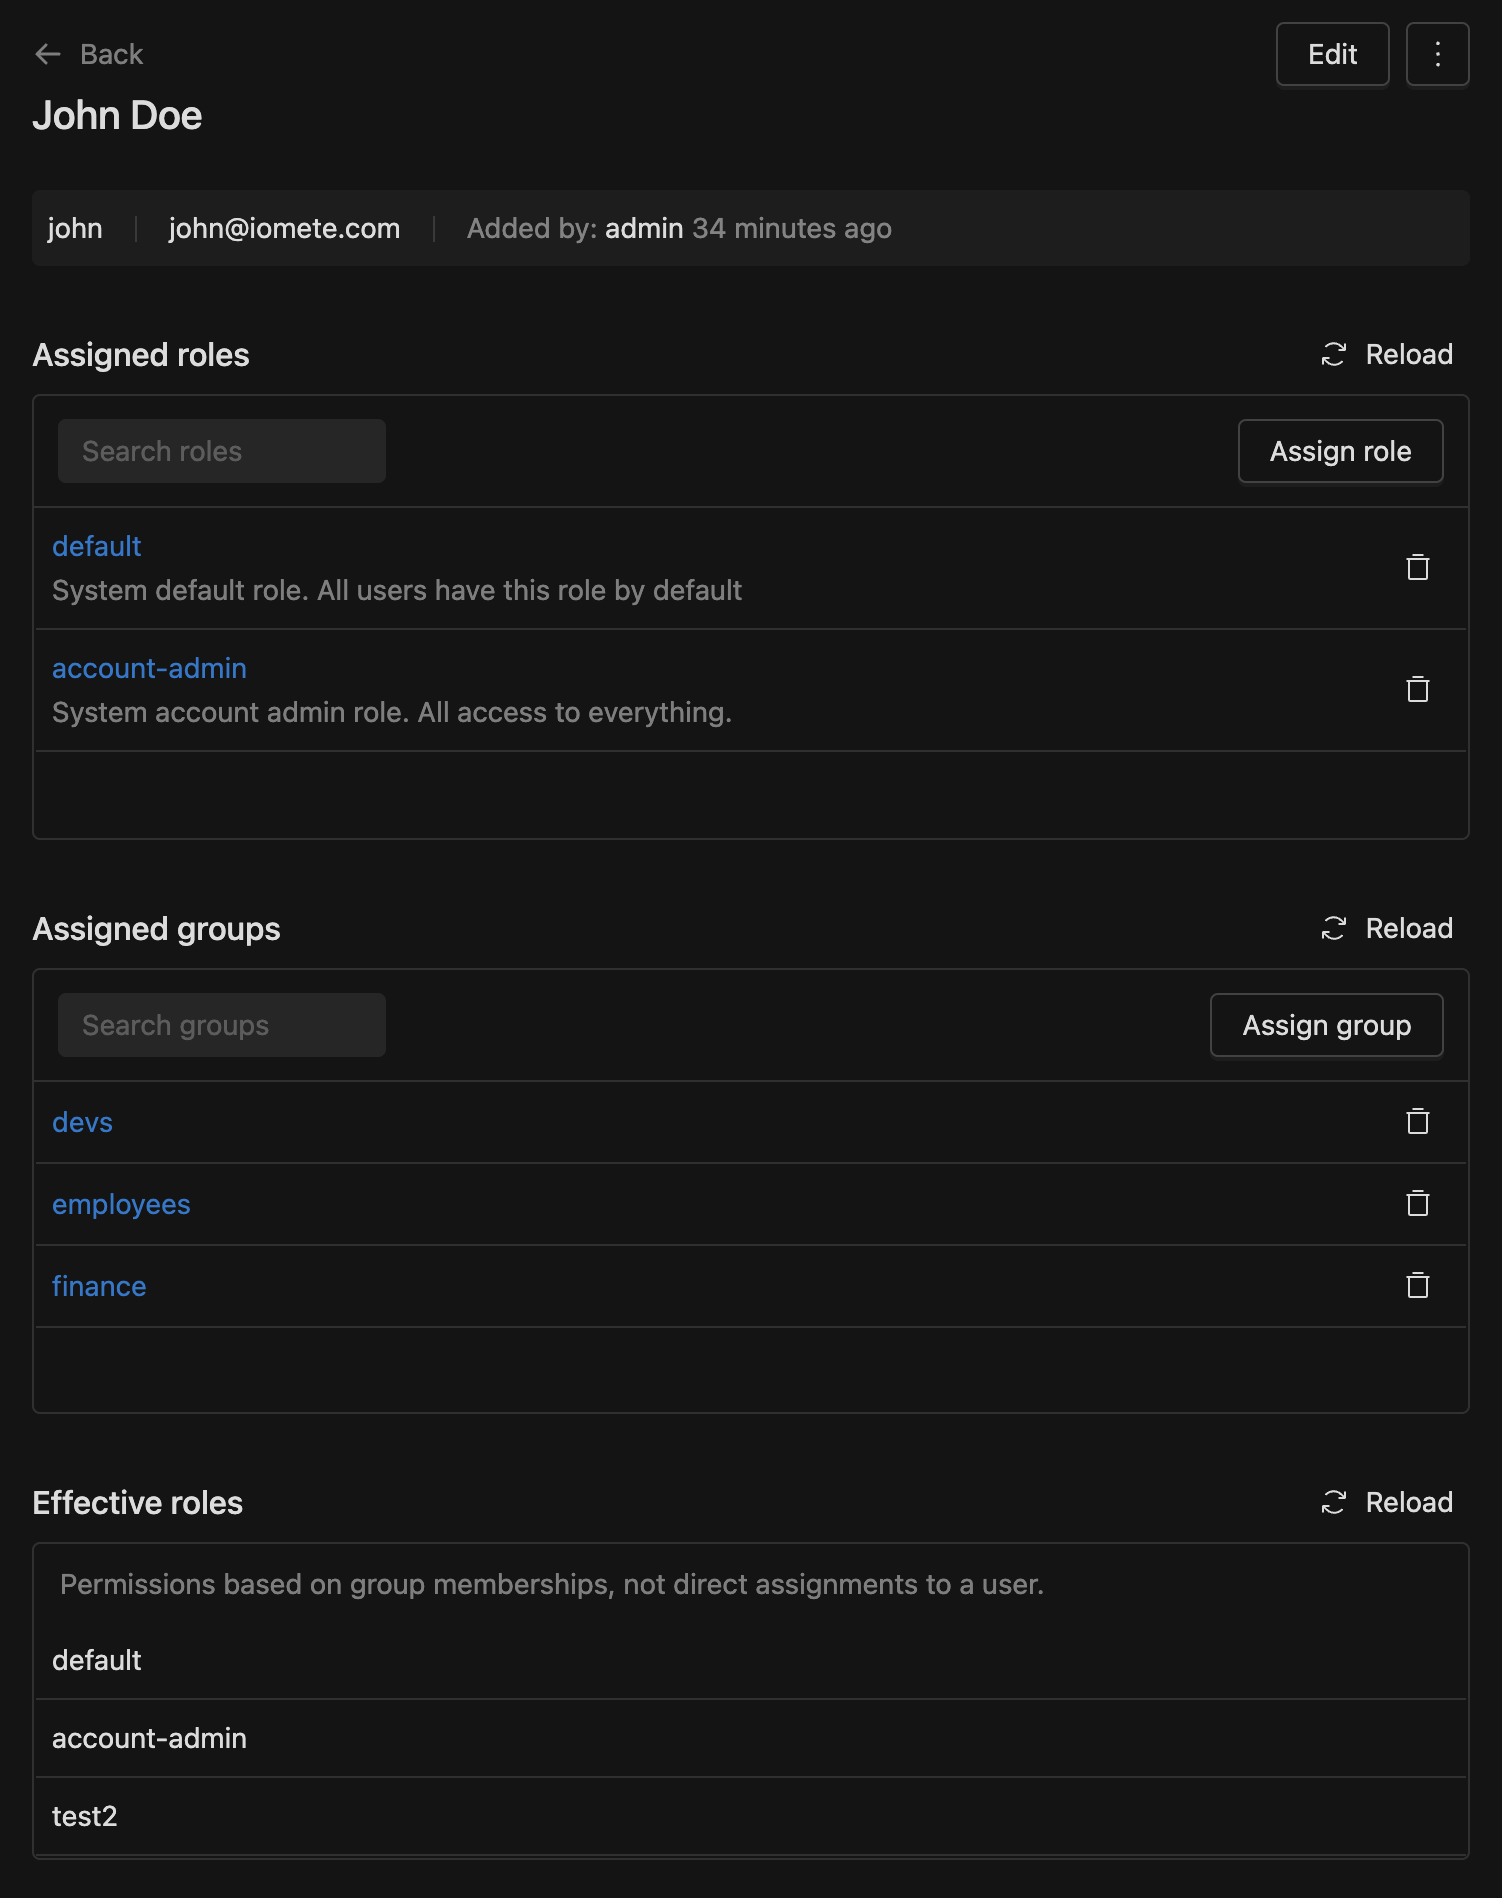 Back
Edit
John Doe
john
john@iomete.com
Added by: admin 34 minutes ago
Assigned roles
Reload
Search roles
Assign role
default
System default role. All users have this role by default
account-admin
System account admin role. All access to everything.
Assigned groups
Reload
Search groups
Assign group
devs
employees
finance
Effective roles
Reload
Permissions based on group memberships, not direct assignments to a user.
default
account-admin
test2